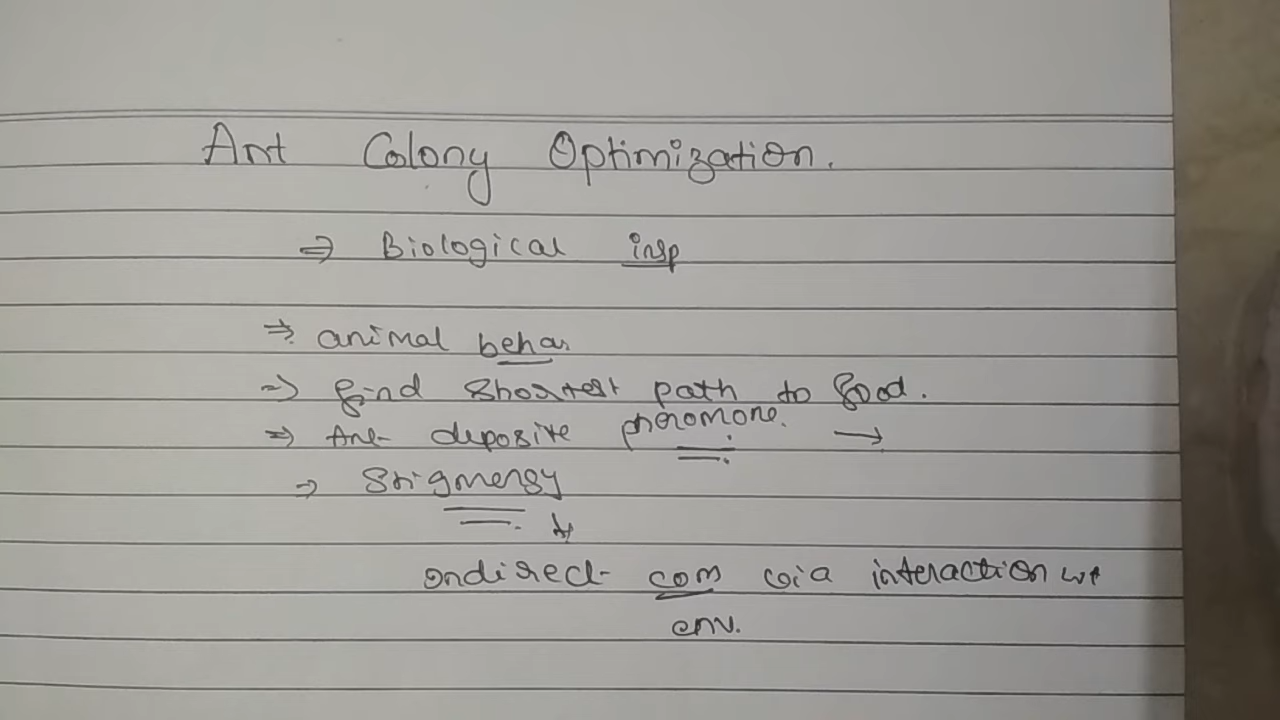 Ant Colony Optimization.
⇒ Biological insp
⇒ animal beha
⇒ find shortest path to food.
⇒ Ant deposite pheromone. →
⇒ Stigmergy
indirect com via interaction wt
env.